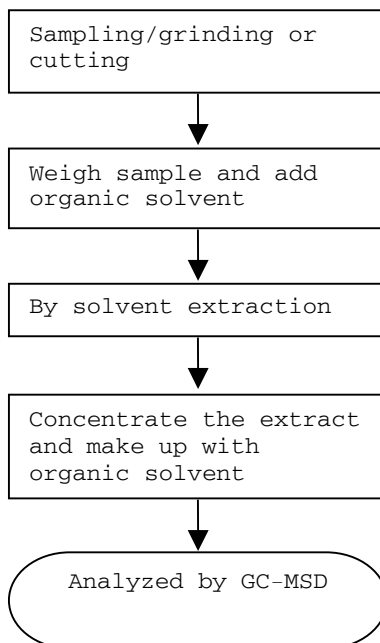 Sampling/grinding or
cutting
Weigh sample and add
organic solvent
By solvent extraction
Concentrate the extract
and make up with
organic solvent
Analyzed by GC-MSD